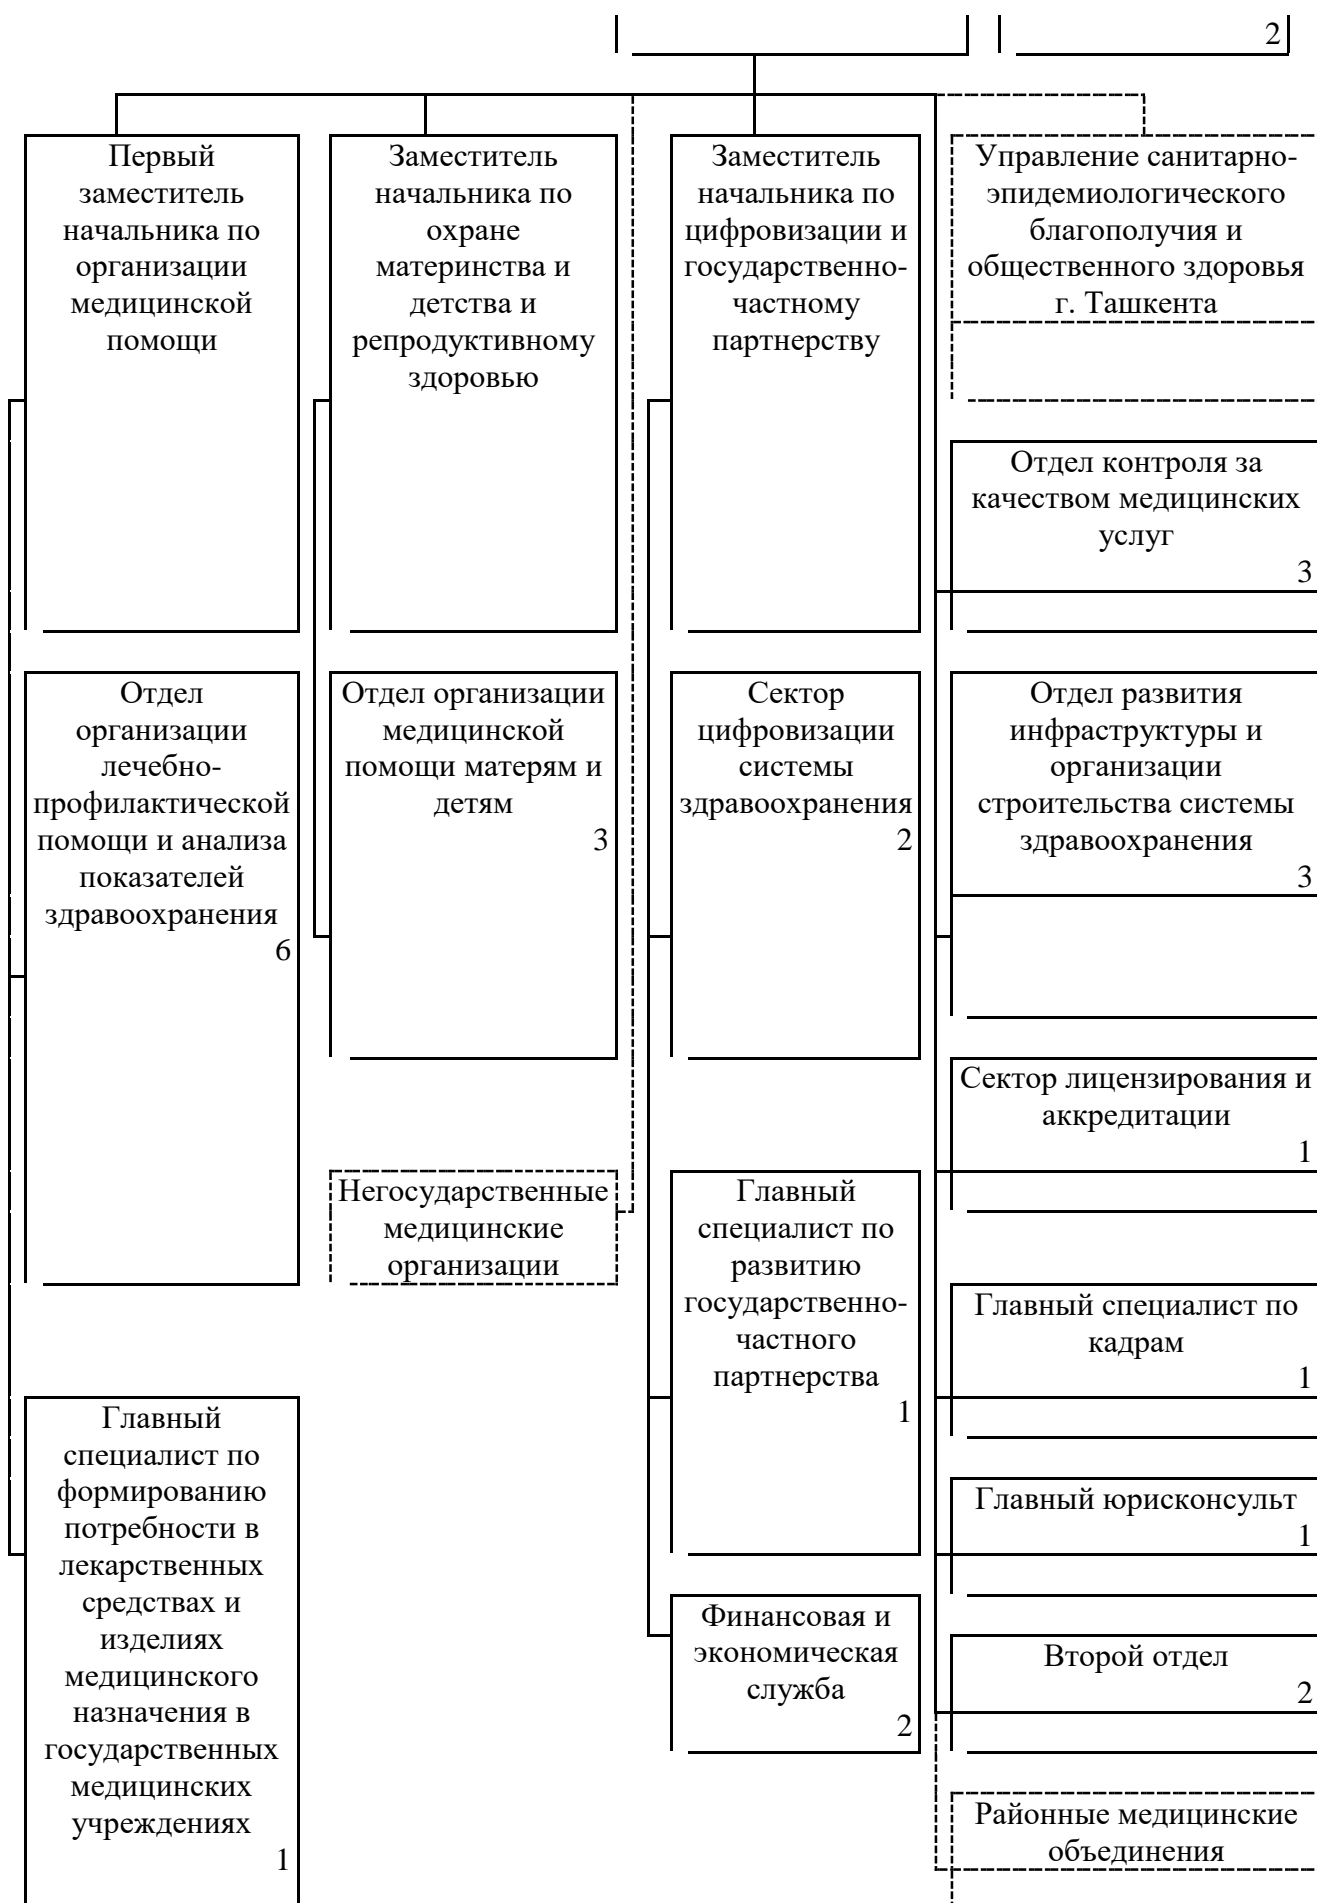 2
Первый
заместитель
начальника по
организации
медицинской
помощи
Заместитель
начальника по
охране
материнства и
детства и
репродуктивному
здоровью
Заместитель
начальника по
цифровизации и
государственно-
частному
партнерству
Управление санитарно-
эпидемиологического
благополучия и
общественного здоровья
г. Ташкента
Отдел контроля за
качеством медицинских
услуг
3
Отдел
организации
лечебно-
профилактической
помощи и анализа
показателей
здравоохранения
6
Отдел организации
медицинской
помощи матерям и
детям
3
Сектор
цифровизации
системы
здравоохранения
2
Отдел развития
инфраструктуры и
организации
строительства системы
здравоохранения
3
Сектор лицензирования и
аккредитации
1
Негосударственные
медицинские
организации
Главный
специалист по
развитию
государственно-
частного
партнерства
1
Главный специалист по
кадрам
1
Главный
специалист по
формированию
потребности в
лекарственных
средствах и
изделиях
медицинского
назначения в
государственных
медицинских
учреждениях
1
Главный юрисконсульт
1
Финансовая и
экономическая
служба
2
Второй отдел
2
Районные медицинские
объединения